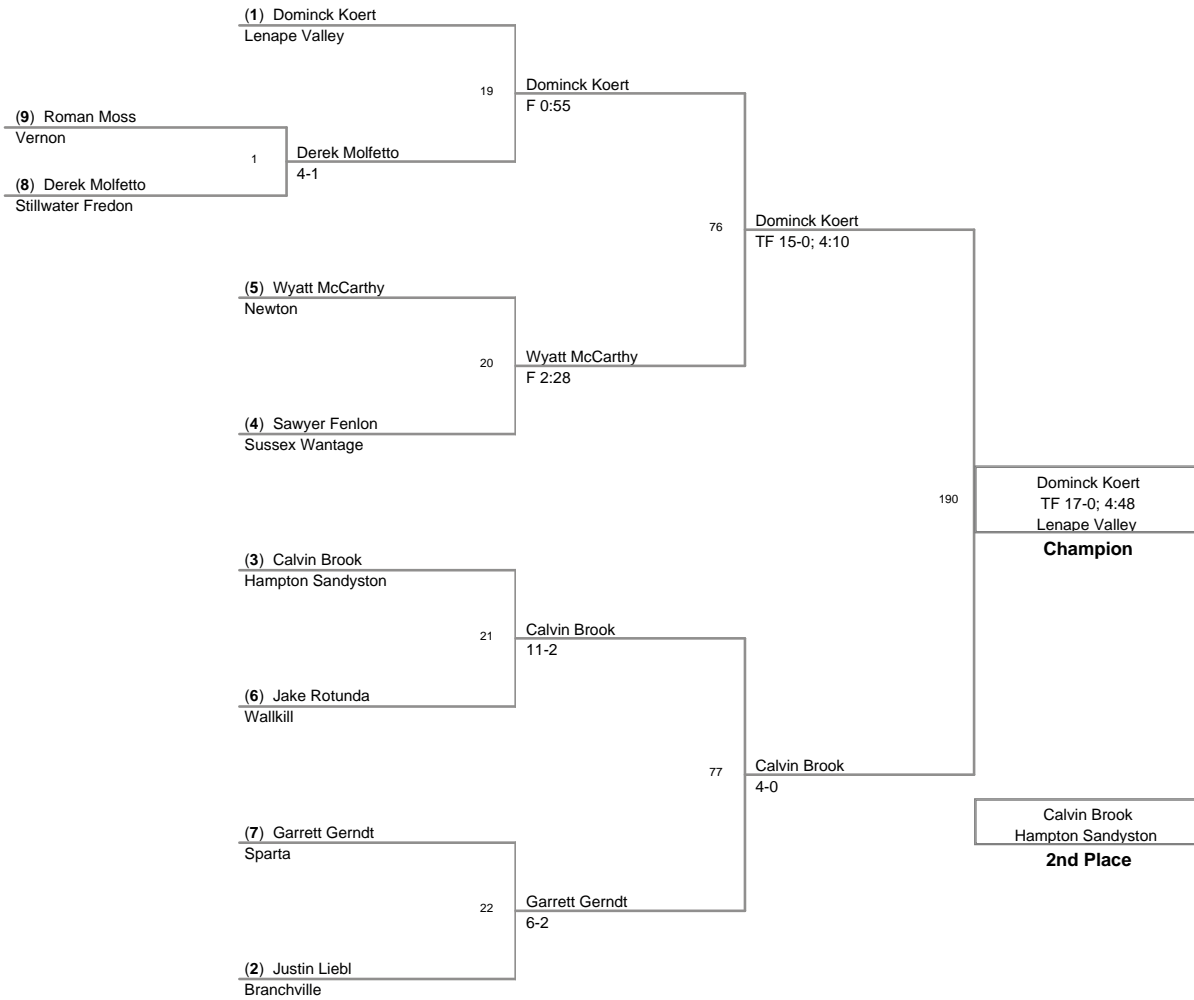 (1) Dominck Koert
Lenape Valley
19
Dominck Koert
F 0:55
(9) Roman Moss
Vernon
1
Derek Molfetto
4-1
(8) Derek Molfetto
Stillwater Fredon
76
Dominck Koert
TF 15-0; 4:10
(5) Wyatt McCarthy
Newton
20
Wyatt McCarthy
F 2:28
(4) Sawyer Fenlon
Sussex Wantage
190
Dominck Koert
TF 17-0; 4:48
Lenape Valley
Champion
(3) Calvin Brook
Hampton Sandyston
21
Calvin Brook
11-2
(6) Jake Rotunda
Wallkill
77
Calvin Brook
4-0
Calvin Brook
Hampton Sandyston
2nd Place
(7) Garrett Gerndt
Sparta
22
Garrett Gerndt
6-2
(2) Justin Liebl
Branchville